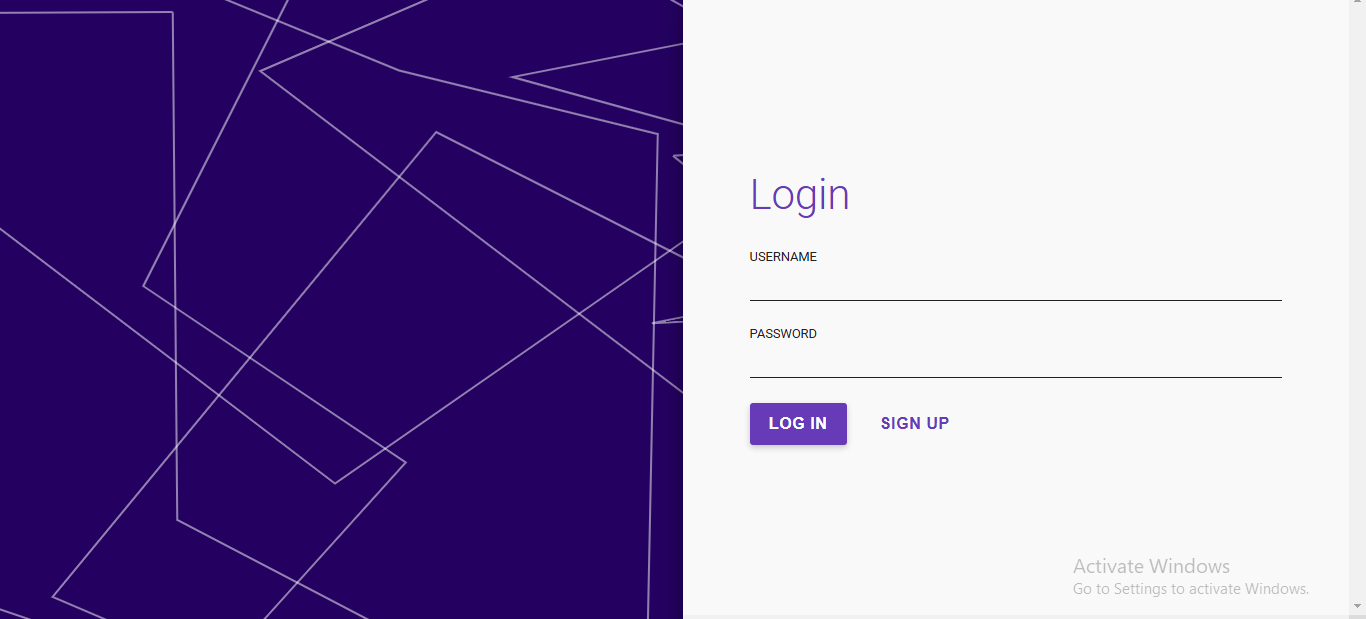 Login
USERNAME
PASSWORD
LOG IN SIGN UP
Activate Windows
Go to Settings to activate Windows.